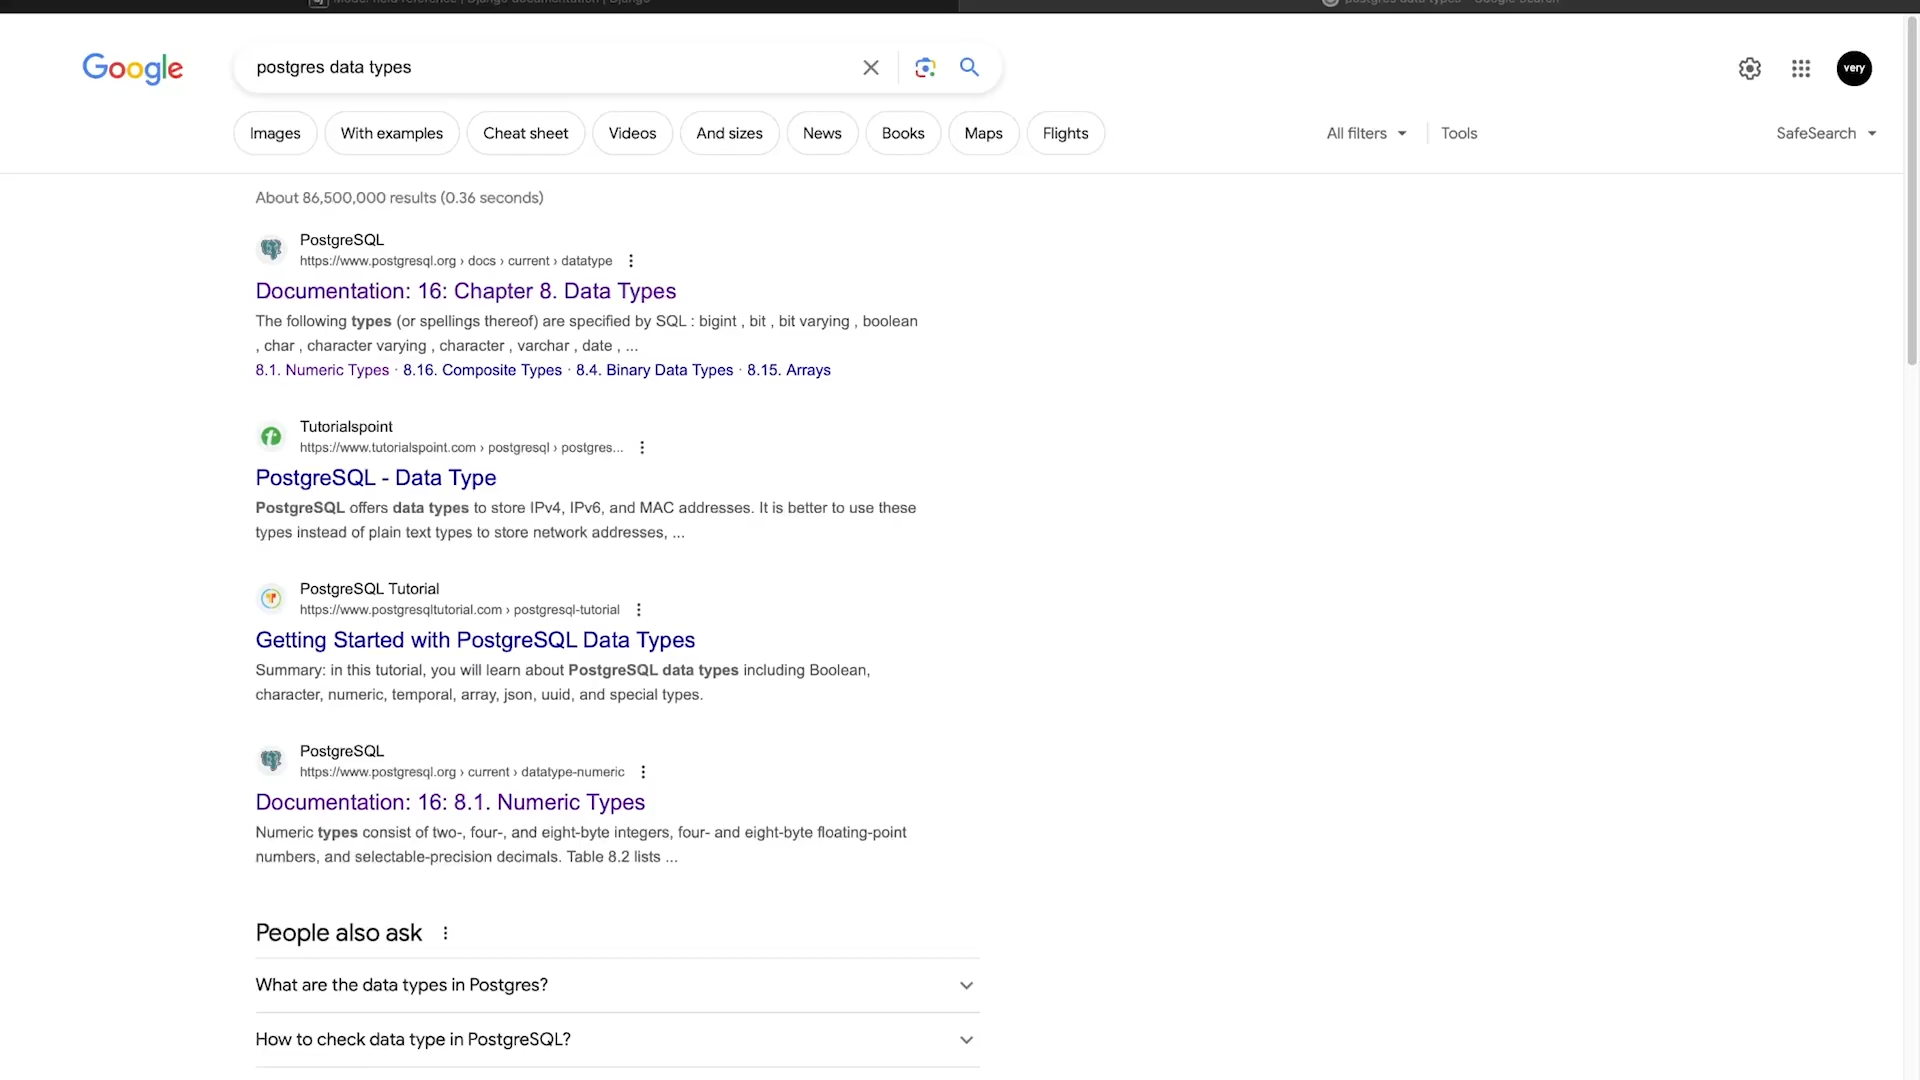 Model field reference | Django documentation | Django
postgres data types - Google Search
Google
postgres data types
very
Images
With examples
Cheat sheet
Videos
And sizes
News
Books
Maps
Flights
All filters
Tools
SafeSearch
About 86,500,000 results (0.36 seconds)
PostgreSQL
https://www.postgresql.org › docs › current › datatype
Documentation: 16: Chapter 8. Data Types
The following types (or spellings thereof) are specified by SQL : bigint , bit , bit varying , boolean
, char , character varying , character , varchar , date , ...
8.1. Numeric Types · 8.16. Composite Types · 8.4. Binary Data Types · 8.15. Arrays
Tutorialspoint
https://www.tutorialspoint.com › postgresql › postgres...
PostgreSQL - Data Type
PostgreSQL offers data types to store IPv4, IPv6, and MAC addresses. It is better to use these
types instead of plain text types to store network addresses, ...
PostgreSQL Tutorial
https://www.postgresqltutorial.com › postgresql-tutorial
Getting Started with PostgreSQL Data Types
Summary: in this tutorial, you will learn about PostgreSQL data types including Boolean,
character, numeric, temporal, array, json, uuid, and special types.
PostgreSQL
https://www.postgresql.org › current › datatype-numeric
Documentation: 16: 8.1. Numeric Types
Numeric types consist of two-, four-, and eight-byte integers, four- and eight-byte floating-point
numbers, and selectable-precision decimals. Table 8.2 lists ...
People also ask
What are the data types in Postgres?
How to check data type in PostgreSQL?